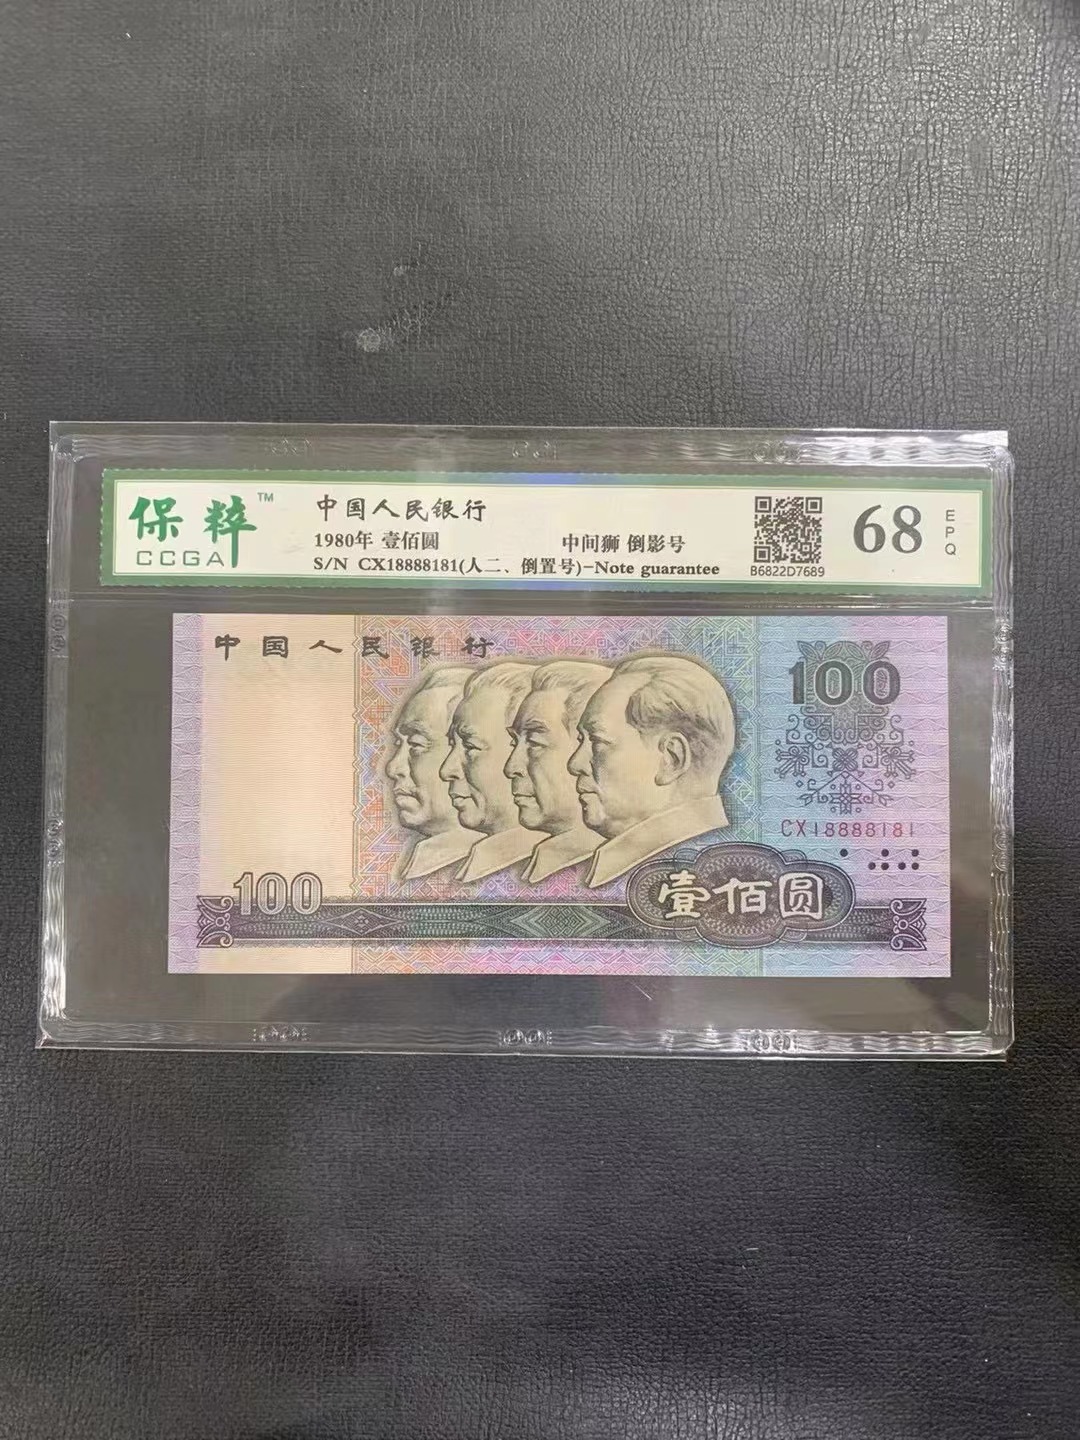 保粹™
CCGA
中国人民银行
1980年 壹佰圆 中间狮 倒影号
S/N CX18888181(人二、倒置号)-Note guarantee
B6822D7689
68
EPQ
中国人民银行
100
CX18888181
100
壹佰圆